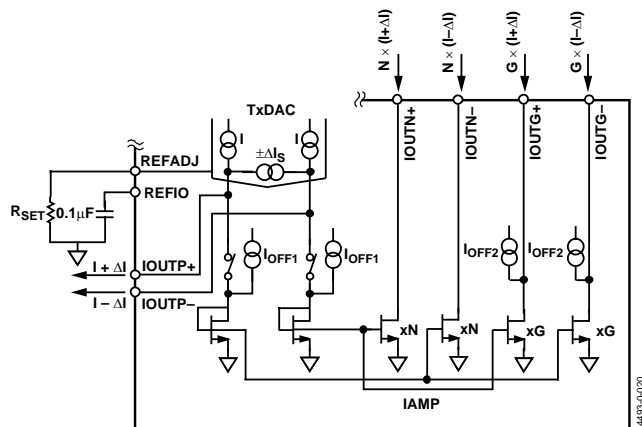 N × (I+ΔI)
N × (I–ΔI)
G × (I+ΔI)
G × (I–ΔI)
TxDAC
I
I
±ΔIS
REFADJ
REFIO
RSET
0.1μF
IOUTN+
IOUTN–
IOUTG+
IOUTG–
IOFF1
IOFF1
IOFF2
IOFF2
I + ΔI
IOUTP+
I – ΔI
IOUTP–
xN
xN
xG
xG
IAMP
4493-0-020